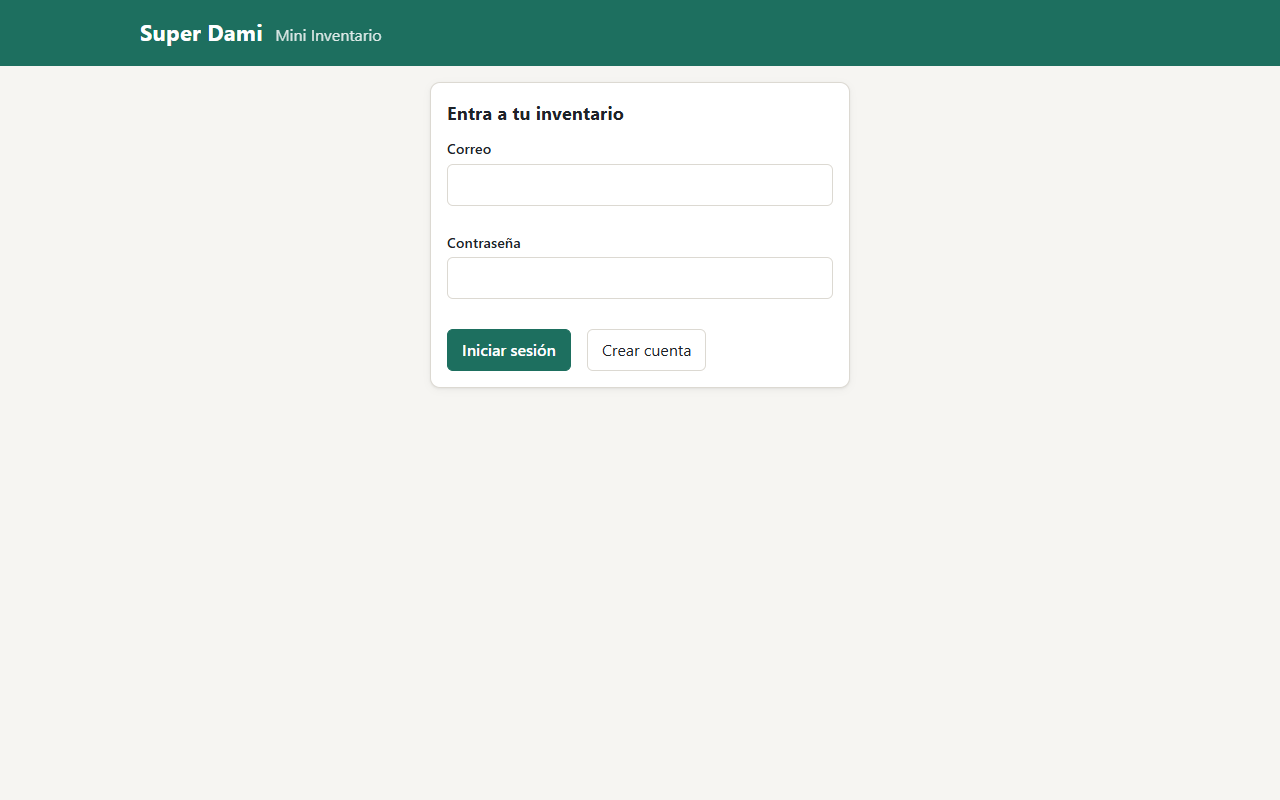 Super Dami Mini Inventario
Entra a tu inventario
Correo
Contraseña
Iniciar sesión Crear cuenta